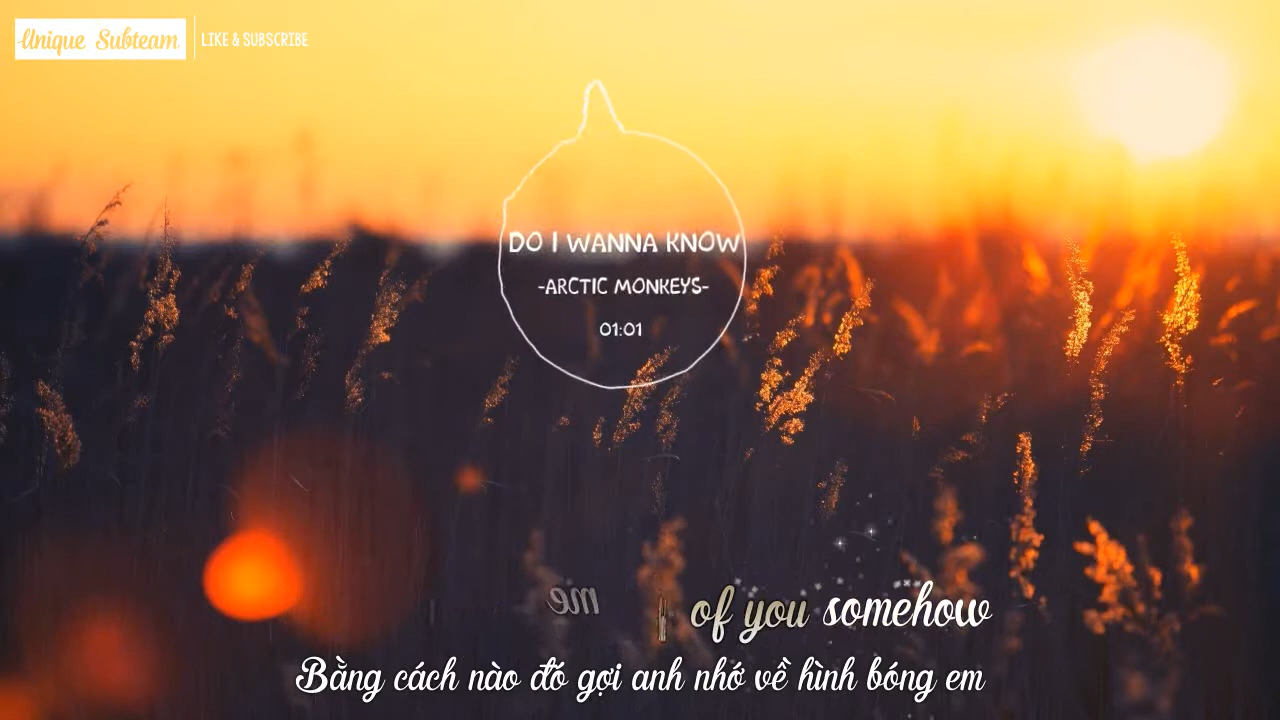 Unique Subteam
LIKE & SUBSCRIBE
DO I WANNA KNOW
-ARCTIC MONKEYS-
01:01
me of you somehow
Bằng cách nào đó gợi anh nhớ về hình bóng em